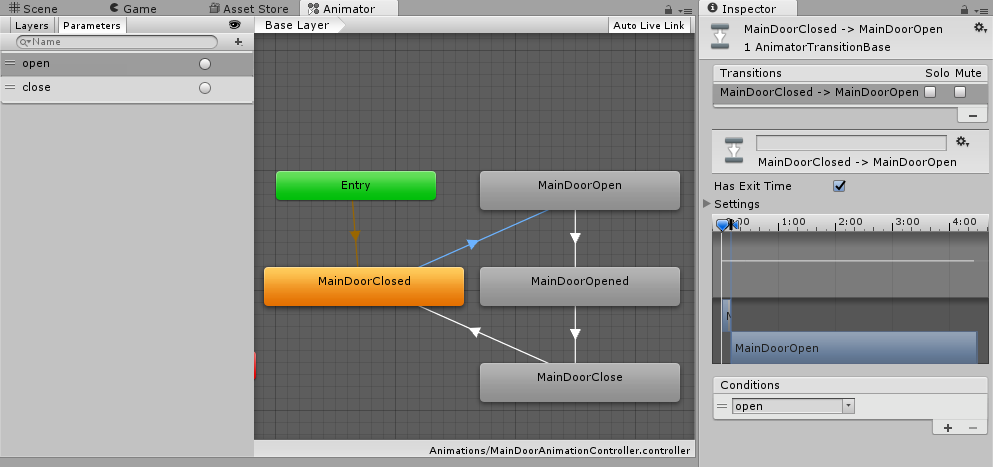 Scene Game Asset Store Animator
Layers Parameters
Name
open
close
Base Layer Auto Live Link
Entry
MainDoorOpen
MainDoorClosed
MainDoorOpened
MainDoorClose
Animations/MainDoorAnimationController.controller
Inspector
MainDoorClosed -> MainDoorOpen
1 AnimatorTransitionBase
Transitions Solo Mute
MainDoorClosed -> MainDoorOpen
MainDoorClosed -> MainDoorOpen
Has Exit Time
Settings
:00 1:00 2:00 3:00 4:00
M
MainDoorOpen
Conditions
open